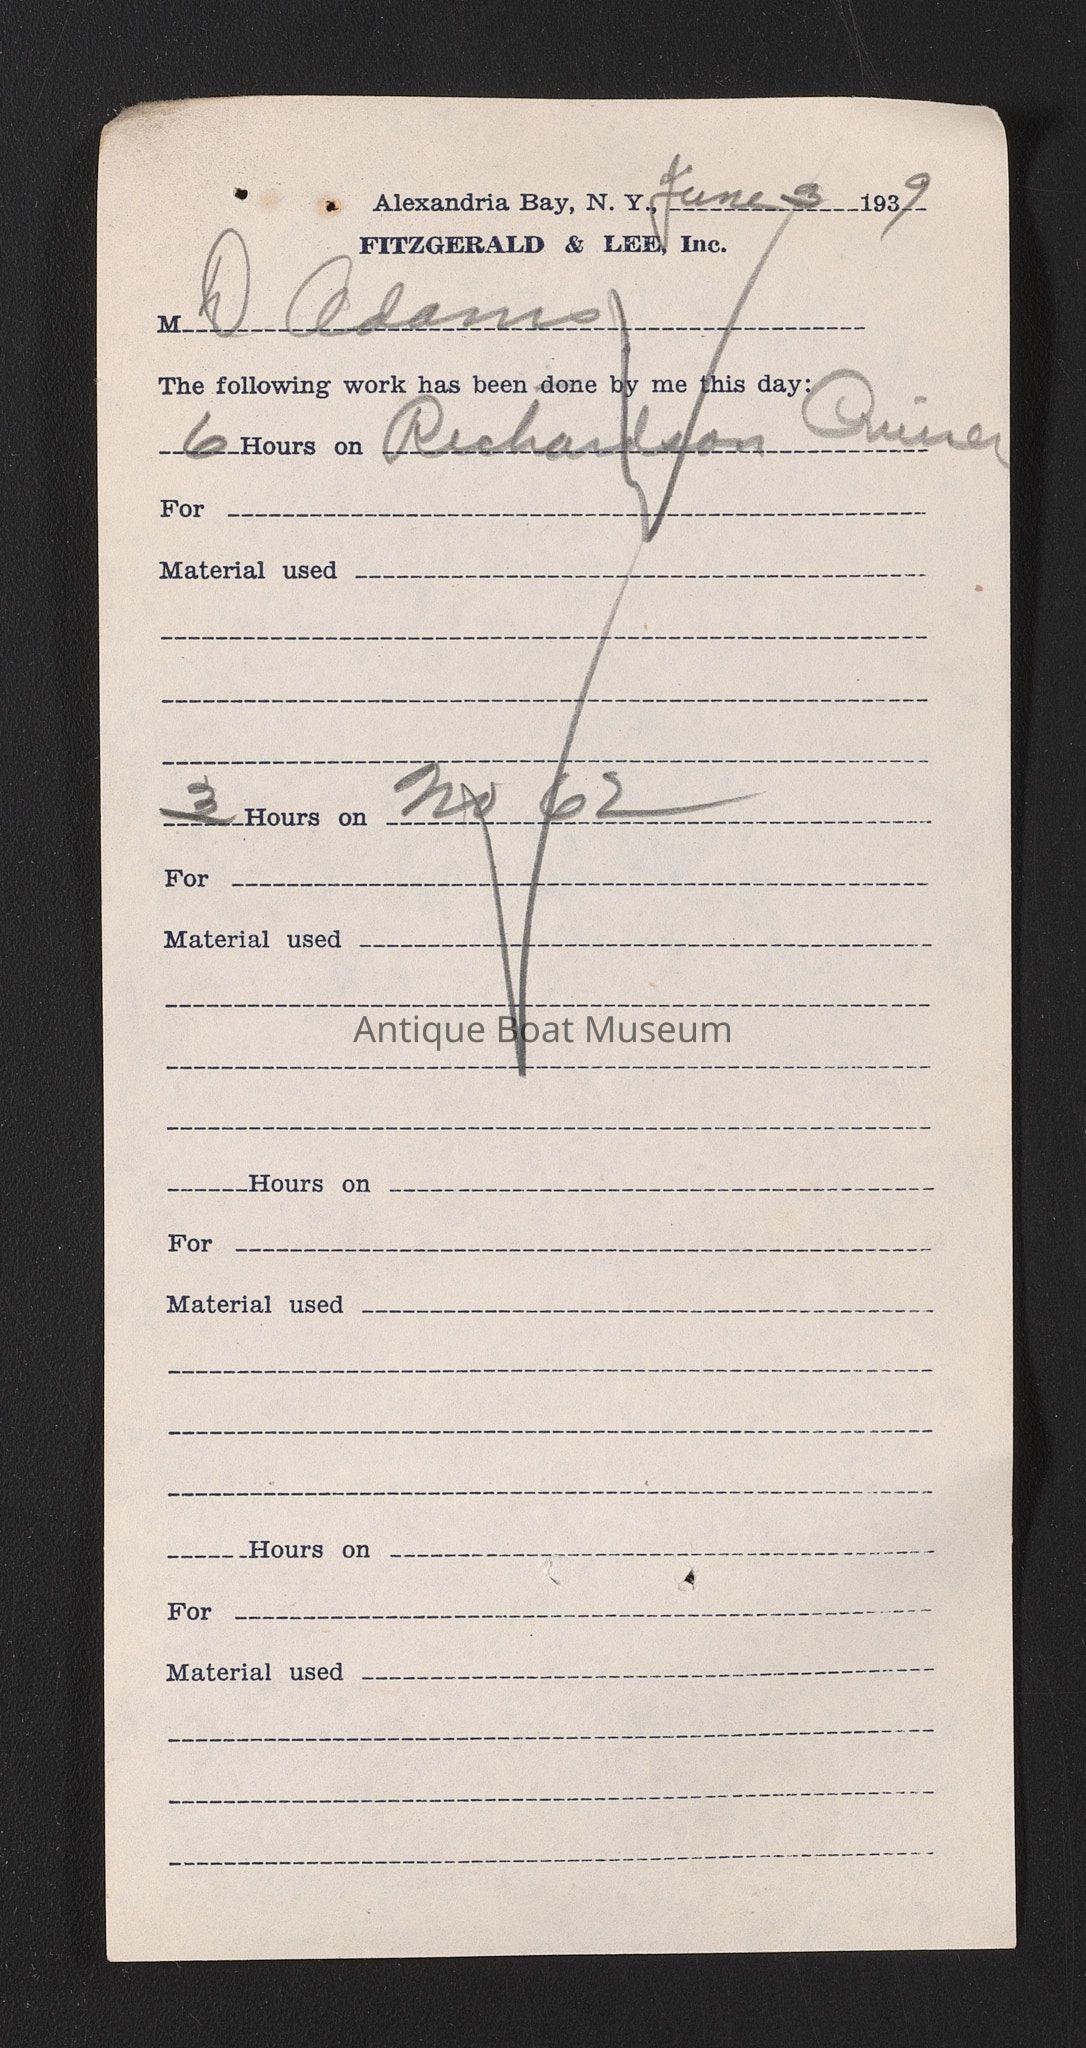 Alexandria Bay, N. Y., June 3 1939
FITZGERALD & LEE, Inc.
M D Adams
The following work has been done by me this day:
6 Hours on Richardson Cruiser
For
Material used
3 Hours on No 62
For
Material used
Antique Boat Museum
Hours on
For
Material used
Hours on
For
Material used